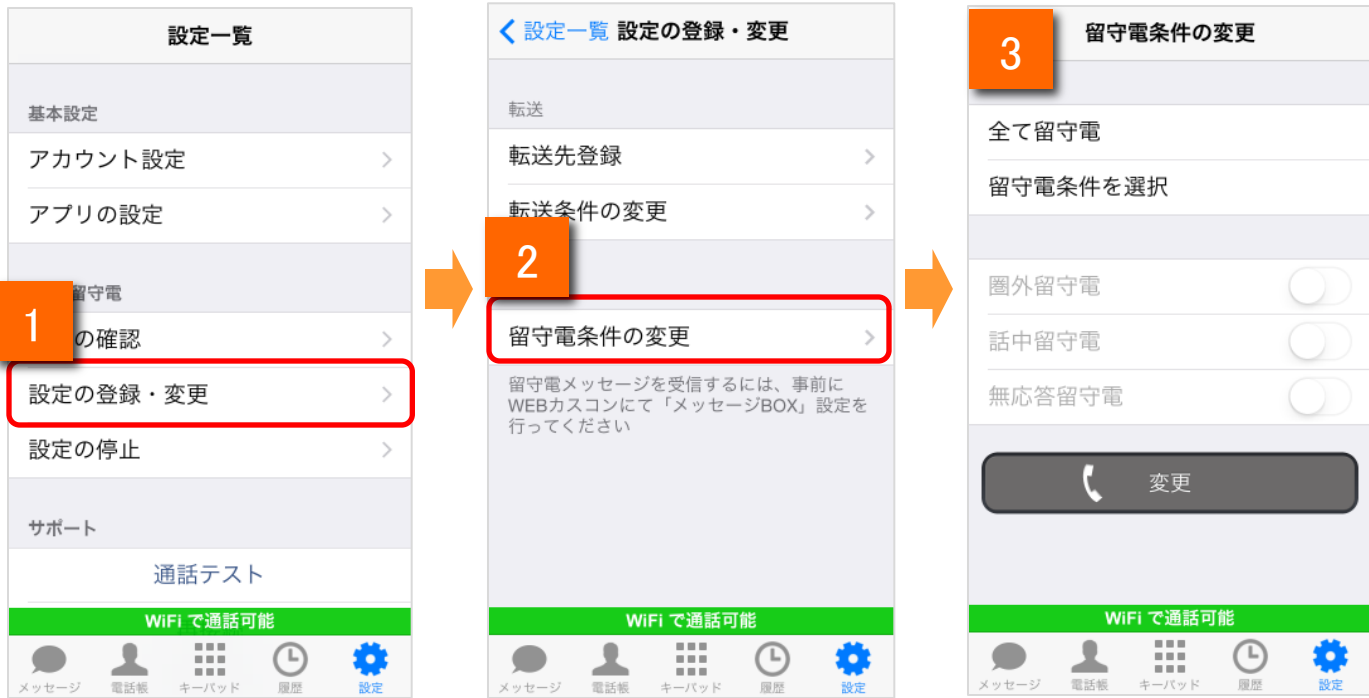 設定一覧
基本設定
アカウント設定
アプリの設定
留守電
1
の確認
設定の登録・変更
設定の停止
サポート
通話テスト
WiFi で通話可能
メッセージ
電話帳
キーパッド
履歴
設定
設定一覧 設定の登録・変更
転送
転送先登録
転送条件の変更
2
留守電条件の変更
留守電メッセージを受信するには、事前に
WEBカスコンにて「メッセージBOX」設定を
行ってください
WiFi で通話可能
メッセージ
電話帳
キーパッド
履歴
設定
3
留守電条件の変更
全て留守電
留守電条件を選択
圏外留守電
話中留守電
無応答留守電
変更
WiFi で通話可能
メッセージ
電話帳
キーパッド
履歴
設定